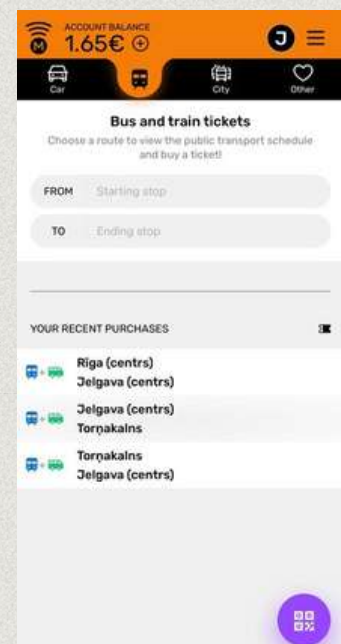 ACCOUNT BALANCE
1.65€
J
M
Car
City
Other
Bus and train tickets
Choose a route to view the public transport schedule
and buy a ticket!
FROM Starting stop
TO Ending stop
YOUR RECENT PURCHASES
Rīga (centrs)
Jelgava (centrs)
Jelgava (centrs)
Torņakalns
Torņakalns
Jelgava (centrs)